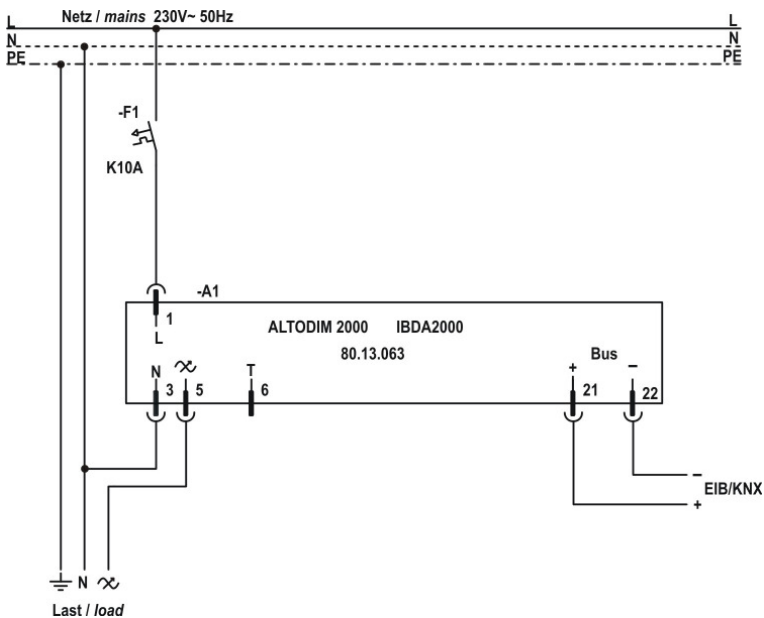 Netz / mains 230V~ 50Hz
L L
N N
PE PE
-F1
K10A
-A1
1
L
ALTODIM 2000 IBDA2000
80.13.063
Bus
N T + −
3 5 6 21 22
−
EIB/KNX
+
N
Last / load